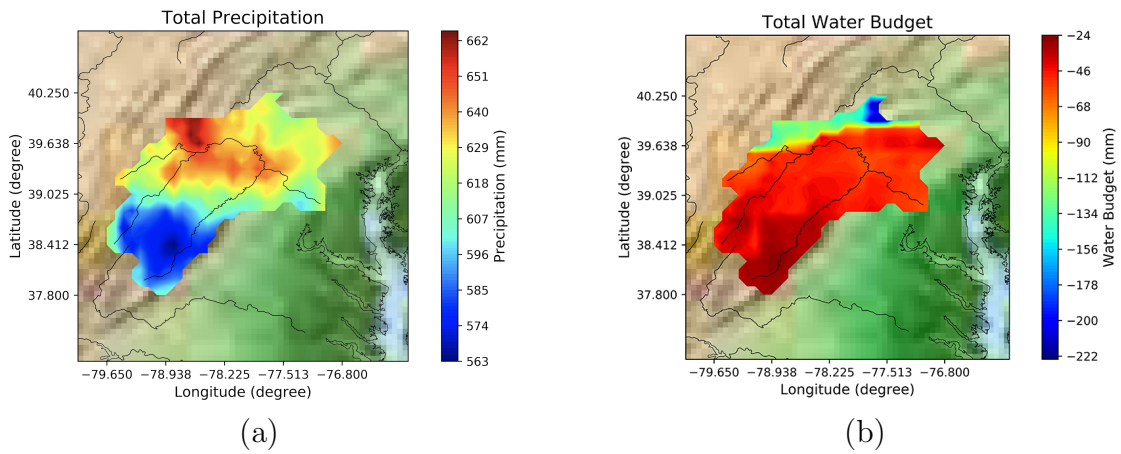 Total Precipitation
Latitude (degree)
40.250
39.638
39.025
38.412
37.800
−79.650 −78.938 −78.225 −77.513 −76.800
Longitude (degree)
662
651
640
629
618
607
596
585
574
563
Precipitation (mm)
(a)
Total Water Budget
Latitude (degree)
40.250
39.638
39.025
38.412
37.800
−79.650 −78.938 −78.225 −77.513 −76.800
Longitude (degree)
−24
−46
−68
−90
−112
−134
−156
−178
−200
−222
Water Budget (mm)
(b)